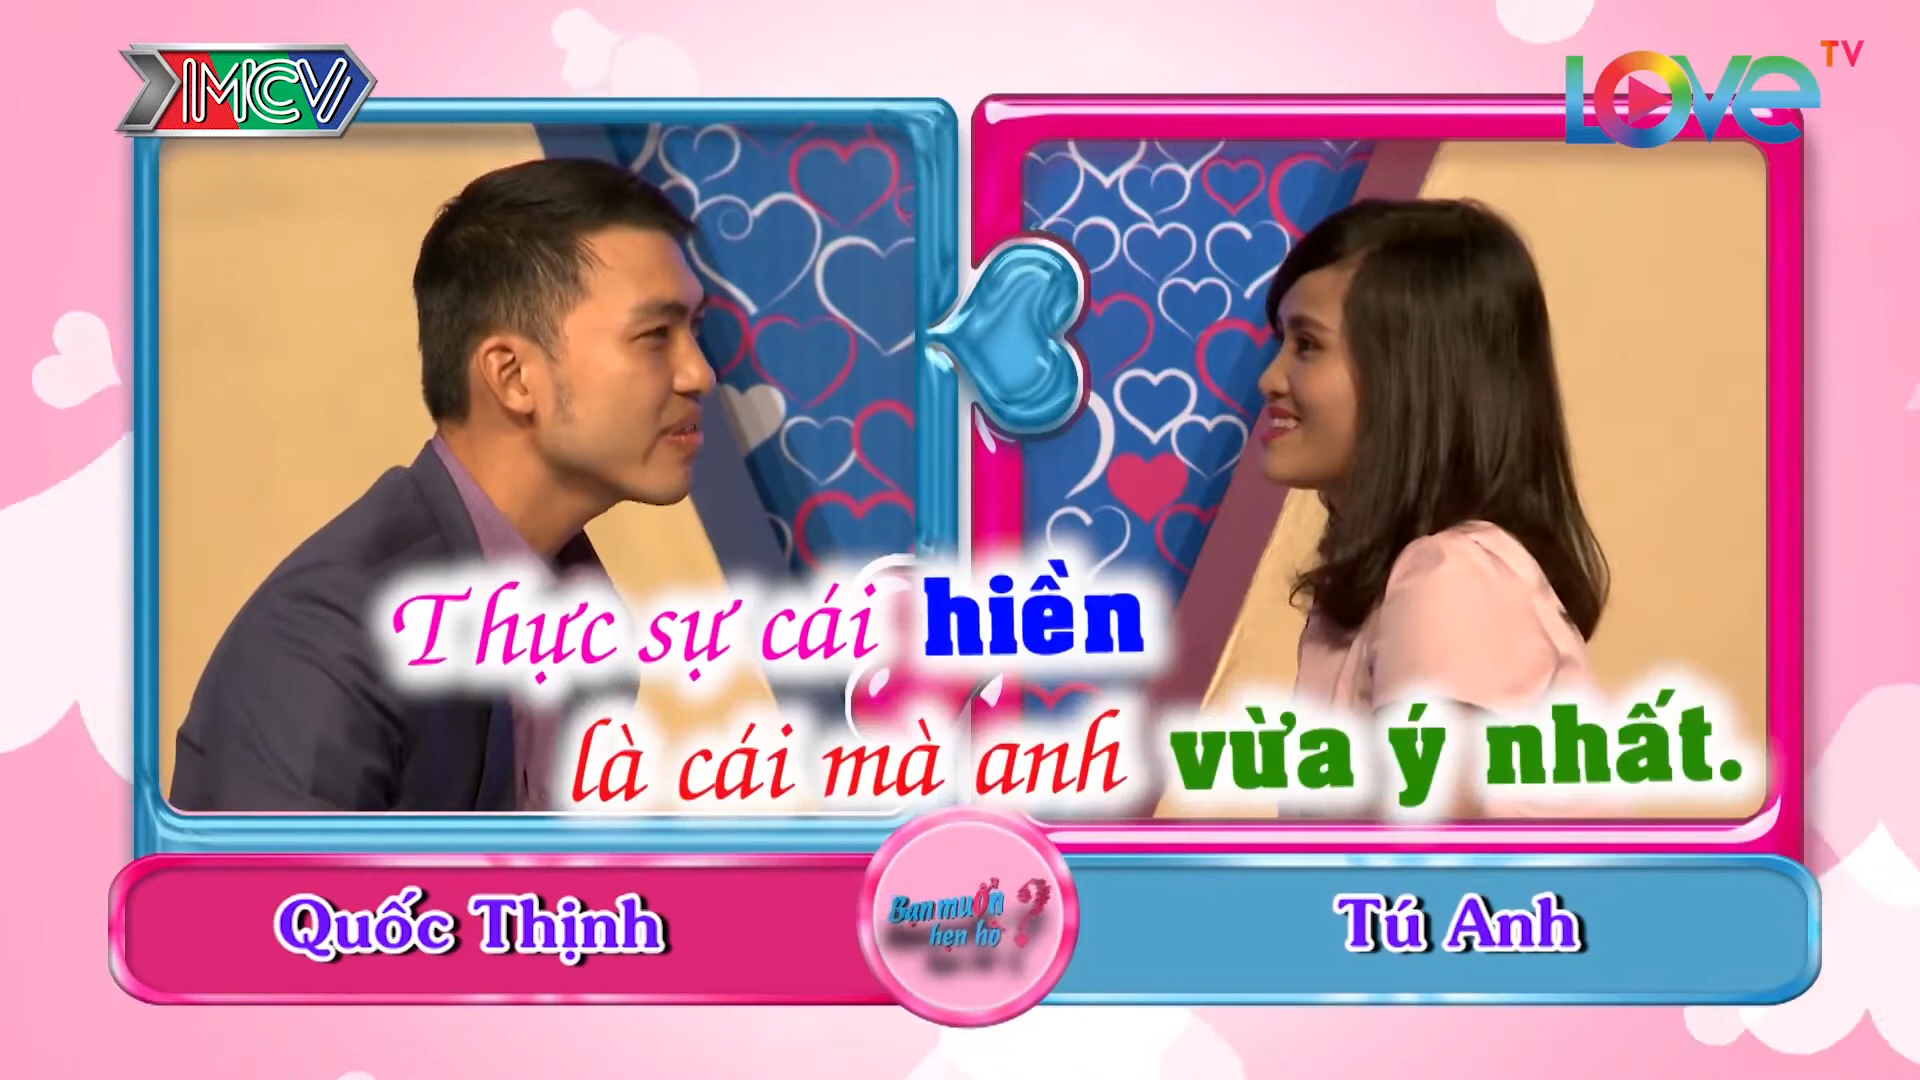 MCV
LOVE TV
Thực sự cái hiền
là cái mà anh vừa ý nhất.
Quốc Thịnh
Bạn muốn
hẹn hò ?
Tú Anh